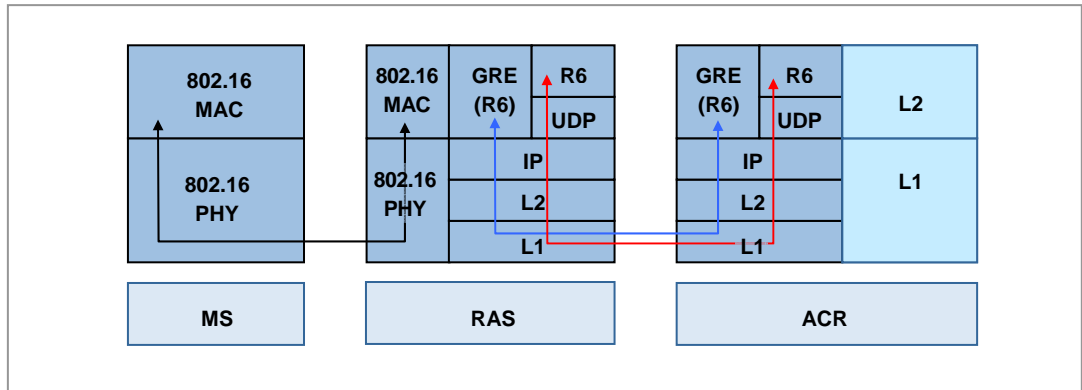 802.16
MAC
802.16
PHY
MS
802.16
MAC
GRE
(R6)
R6
UDP
802.16
PHY
IP
L2
L1
RAS
GRE
(R6)
R6
UDP
IP
L2
L1
L2
L1
ACR